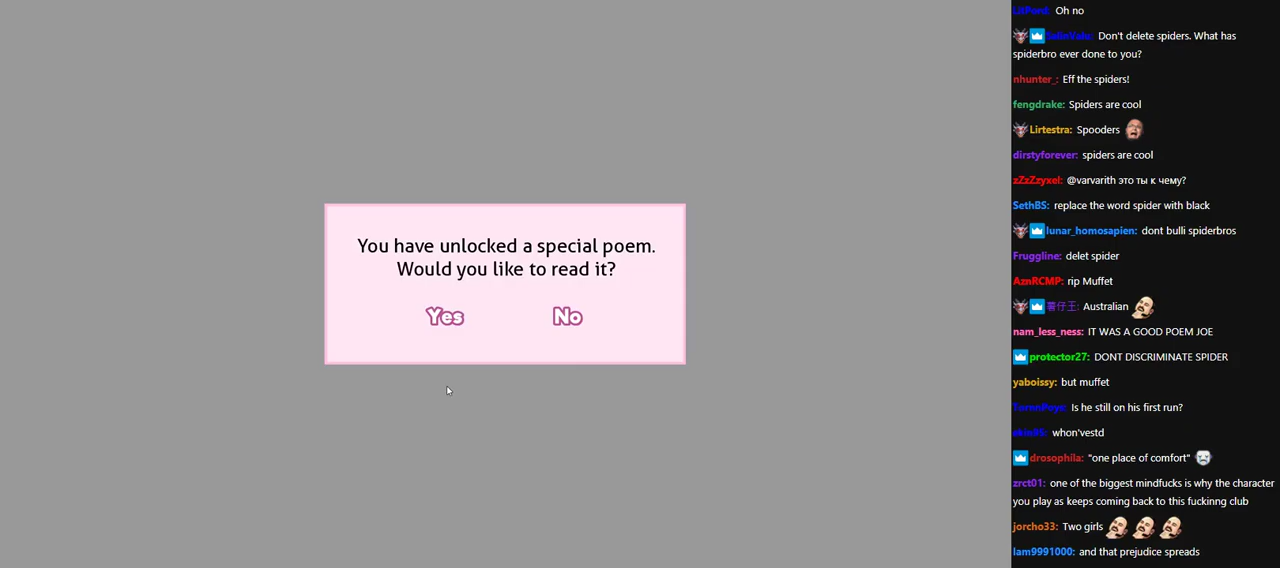 You have unlocked a special poem.
Would you like to read it?
Yes
No
Oh no
Don't delete spiders. What has
spiderbro ever done to you?
nhunter_: Eff the spiders!
fengdrake: Spiders are cool
Lirtestra: Spooders
dirstyforever: spiders are cool
zZzZzyxel: @varvarith это ты к чему?
SethBS: replace the word spider with black
lunar_homosapien: dont bulli spiderbros
Fruggline: delet spider
AznRCMP: rip Muffet
薯仔王: Australian
nam_less_ness: IT WAS A GOOD POEM JOE
protector27: DONT DISCRIMINATE SPIDER
yaboissy: but muffet
Is he still on his first run?
whon'vestd
drosophila: "one place of comfort"
zrct01: one of the biggest mindfucks is why the character
you play as keeps coming back to this fuckinng club
jorcho33: Two girls
lam9991000: and that prejudice spreads